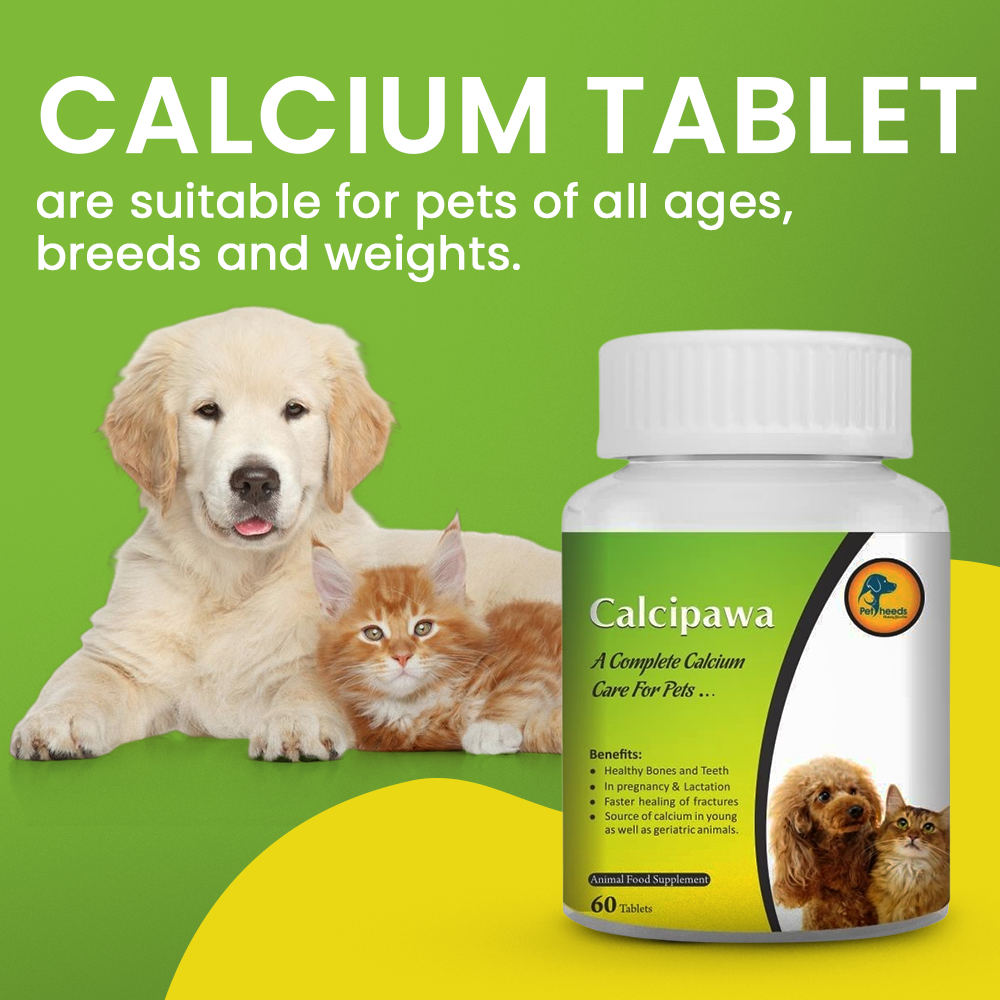 CALCIUM TABLET
are suitable for pets of all ages,
breeds and weights.
Calcipawa
A Complete Calcium
Care For Pets ...
Benefits:
• Healthy Bones and Teeth
• In pregnancy & Lactation
• Faster healing of fractures
• Source of calcium in young
as well as geriatric animals.
Animal Food Supplement
60 Tablets
Pet heeds